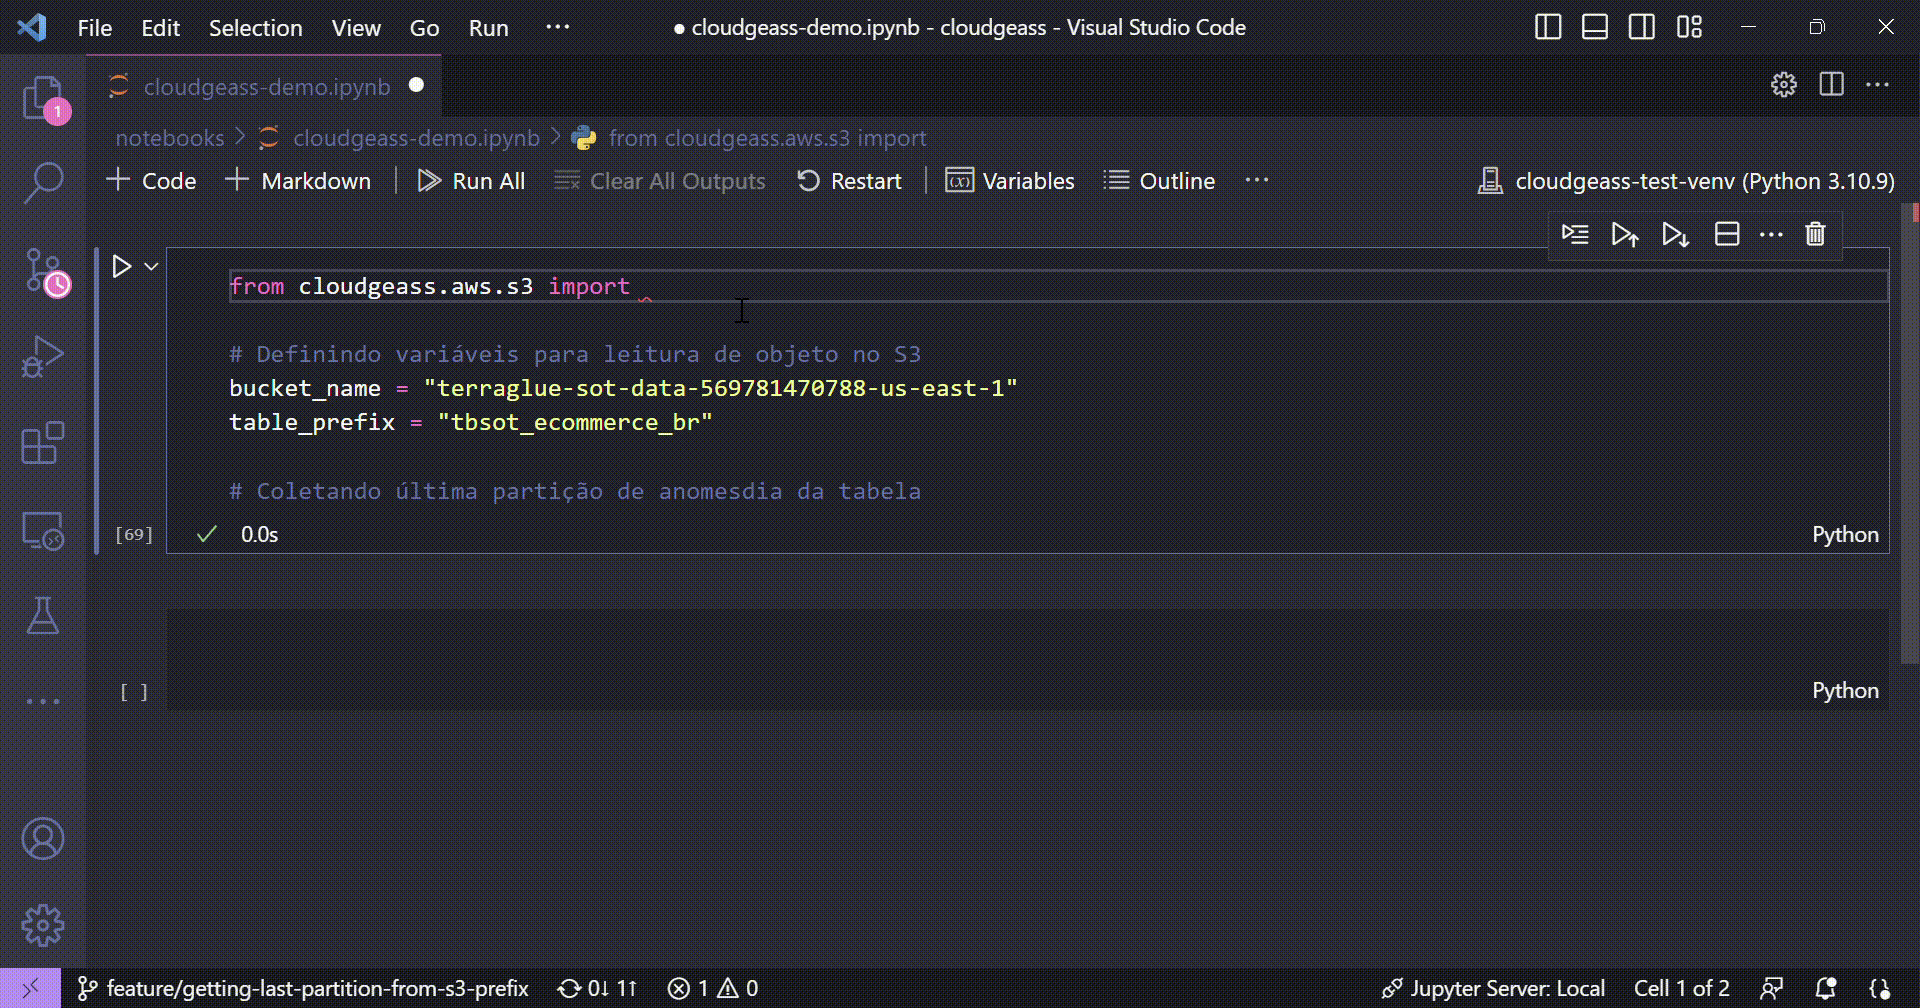 File Edit Selection View Go Run ···
● cloudgeass-demo.ipynb - cloudgeass - Visual Studio Code
cloudgeass-demo.ipynb
1
notebooks > cloudgeass-demo.ipynb > from cloudgeass.aws.s3 import
+ Code + Markdown | Run All Clear All Outputs Restart | (x) Variables Outline ···
cloudgeass-test-venv (Python 3.10.9)
from cloudgeass.aws.s3 import
# Definindo variáveis para leitura de objeto no S3
bucket_name = "terraglue-sot-data-569781470788-us-east-1"
table_prefix = "tbsot_ecommerce_br"
# Coletando última partição de anomesdia da tabela
[69] ✓ 0.0s Python
[ ] Python
feature/getting-last-partition-from-s3-prefix 0↓ 1↑ 1 0 Jupyter Server: Local Cell 1 of 2